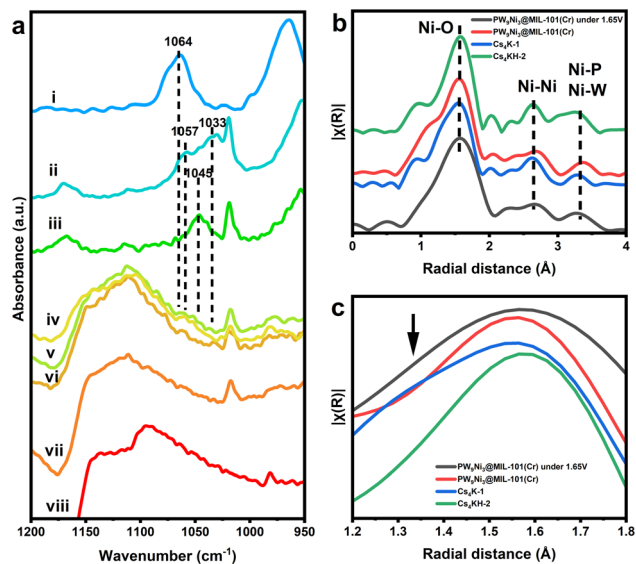 a
1064
1057
1033
1045
i
ii
iii
iv
v
vi
vii
viii
Absorbance (a.u.)
1200 1150 1100 1050 1000 950
Wavenumber (cm⁻¹)
b
Ni-O
PW₉Ni₃@MIL-101(Cr) under 1.65V
PW₉Ni₃@MIL-101(Cr)
Cs₄K-1
Cs₄KH-2
Ni-Ni
Ni-P
Ni-W
|χ(R)|
0 1 2 3 4
Radial distance (Å)
c
|χ(R)|
PW₉Ni₃@MIL-101(Cr) under 1.65V
PW₉Ni₃@MIL-101(Cr)
Cs₄K-1
Cs₄KH-2
1.2 1.3 1.4 1.5 1.6 1.7 1.8
Radial distance (Å)